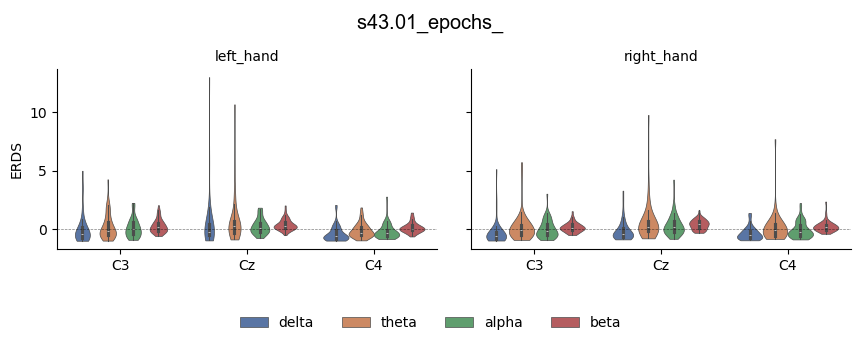 s43.01_epochs_
left_hand
right_hand
ERDS
10
5
0
C3
Cz
C4
C3
Cz
C4
delta
theta
alpha
beta